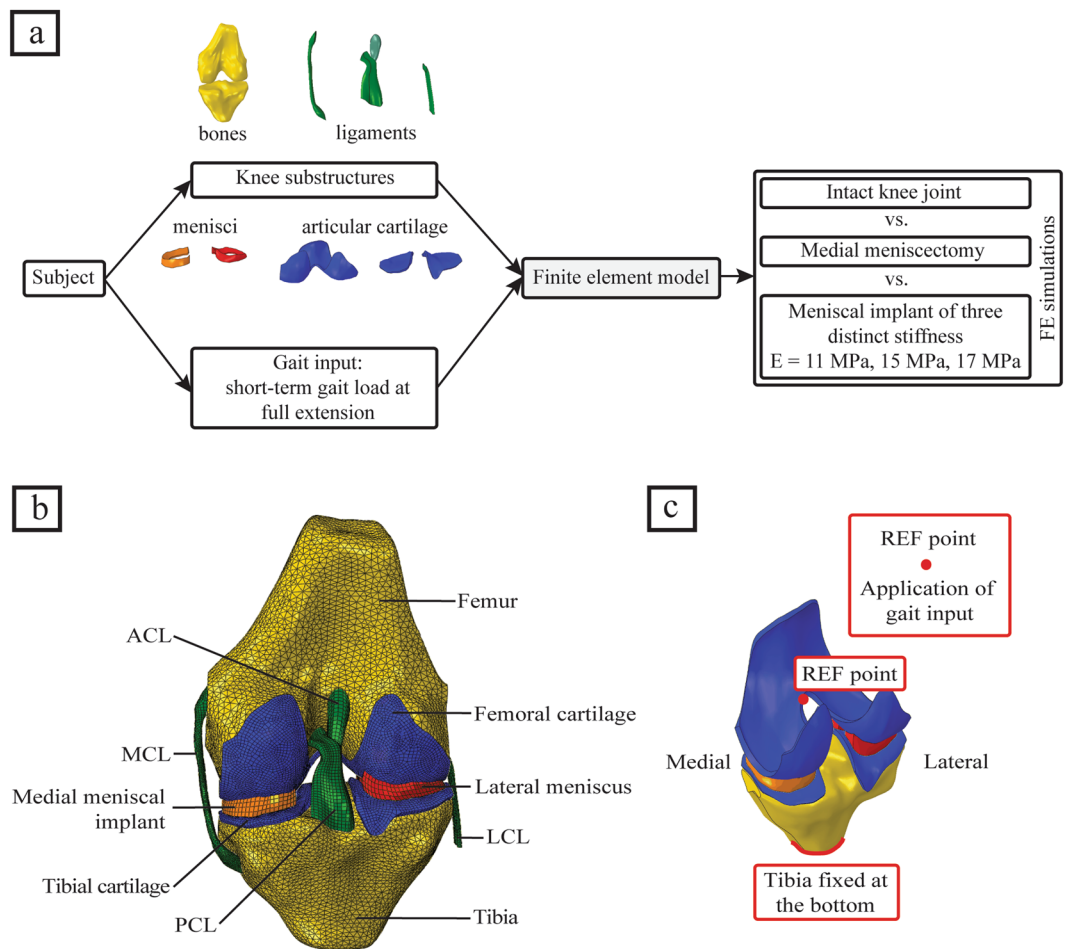 a
bones
ligaments
Knee substructures
menisci
articular cartilage
Subject
Gait input:
short-term gait load at
full extension
Finite element model
Intact knee joint
vs.
Medial meniscectomy
vs.
Meniscal implant of three
distinct stiffness
E = 11 MPa, 15 MPa, 17 MPa
FE simulations
b
Femur
ACL
Femoral cartilage
MCL
Lateral meniscus
Medial meniscal
implant
LCL
Tibial cartilage
PCL
Tibia
c
REF point
Application of
gait input
REF point
Medial
Lateral
Tibia fixed at
the bottom